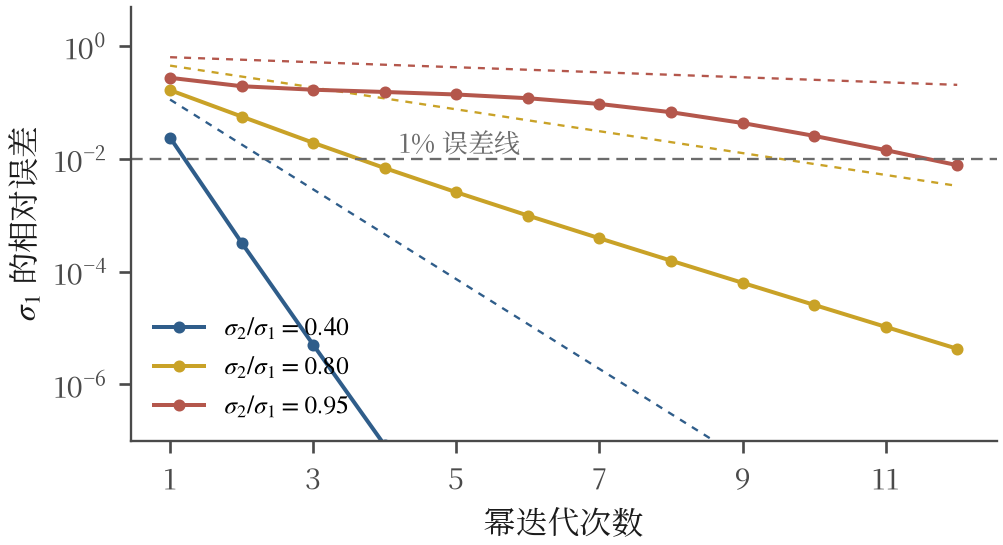 10⁰
10⁻²
10⁻⁴
10⁻⁶
σ₁ 的相对误差
1% 误差线
σ₂/σ₁ = 0.40
σ₂/σ₁ = 0.80
σ₂/σ₁ = 0.95
1 3 5 7 9 11
幂迭代次数